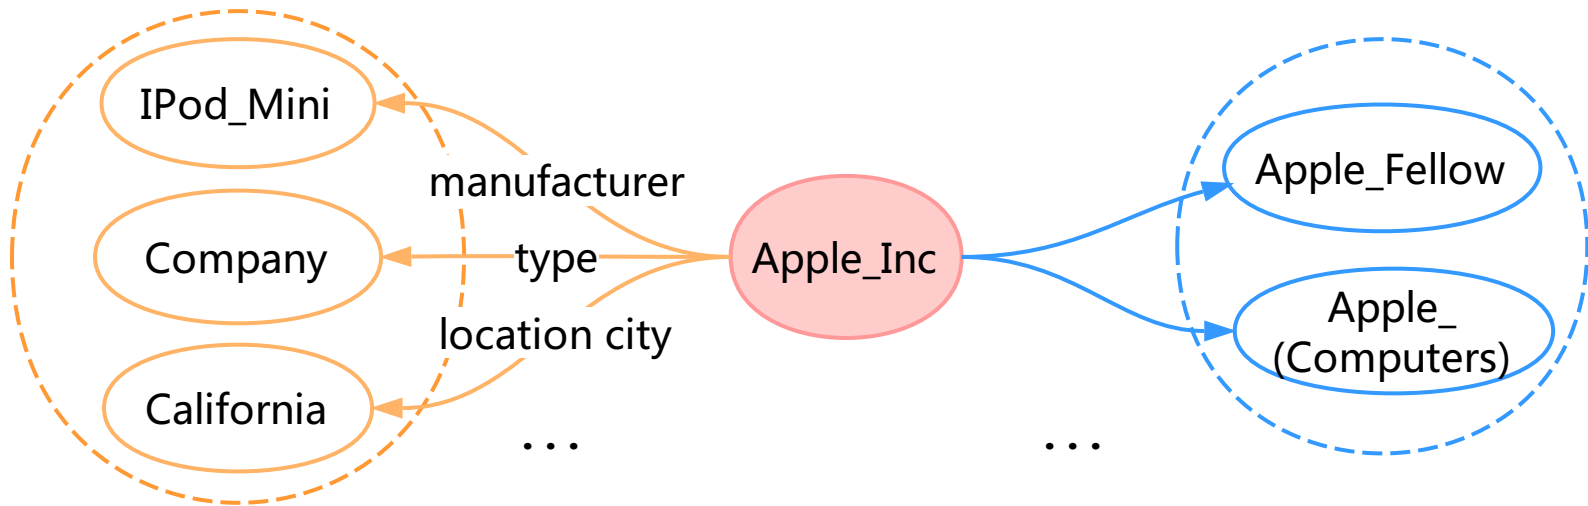 IPod_Mini
manufacturer
Company
type
location city
California
...
Apple_Inc
...
Apple_Fellow
Apple_
(Computers)